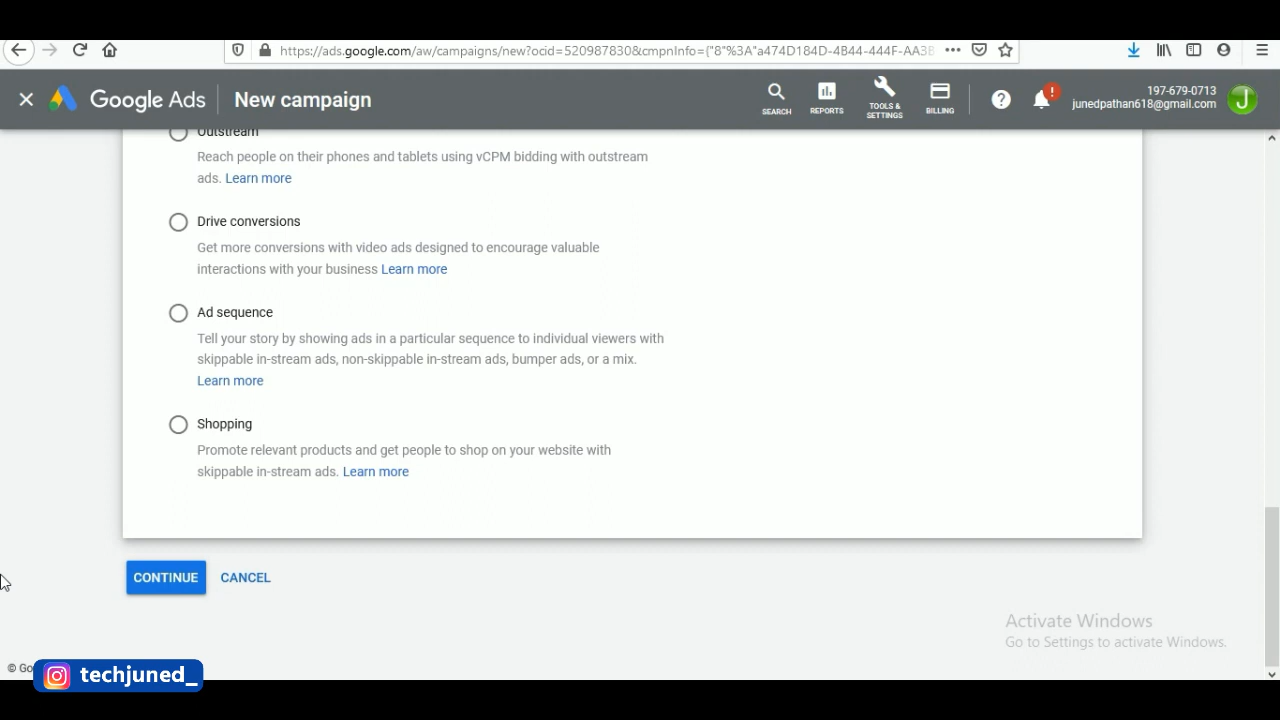 https://ads.google.com/aw/campaigns/new?ocid=520987830&cmpnInfo={"8"%3A"a474D184D-4B44-444F-AA3B
Google Ads
New campaign
SEARCH
REPORTS
TOOLS & SETTINGS
BILLING
?
!
197-679-0713
junedpathan618@gmail.com
J
Outstream
Reach people on their phones and tablets using vCPM bidding with outstream
ads. Learn more
Drive conversions
Get more conversions with video ads designed to encourage valuable
interactions with your business Learn more
Ad sequence
Tell your story by showing ads in a particular sequence to individual viewers with
skippable in-stream ads, non-skippable in-stream ads, bumper ads, or a mix.
Learn more
Shopping
Promote relevant products and get people to shop on your website with
skippable in-stream ads. Learn more
CONTINUE
CANCEL
Activate Windows
Go to Settings to activate Windows.
© Go
techjuned_